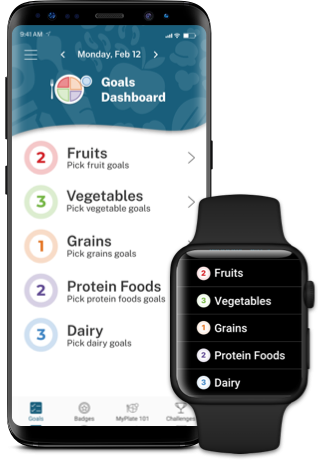 9:41 AM
Monday, Feb 12
Goals
Dashboard
2 Fruits
Pick fruit goals
3 Vegetables
Pick vegetable goals
1 Grains
Pick grains goals
2 Protein Foods
Pick protein foods goals
3 Dairy
Pick dairy goals
Goals Badges MyPlate 101 Challenges
2 Fruits
3 Vegetables
1 Grains
2 Protein Foods
3 Dairy